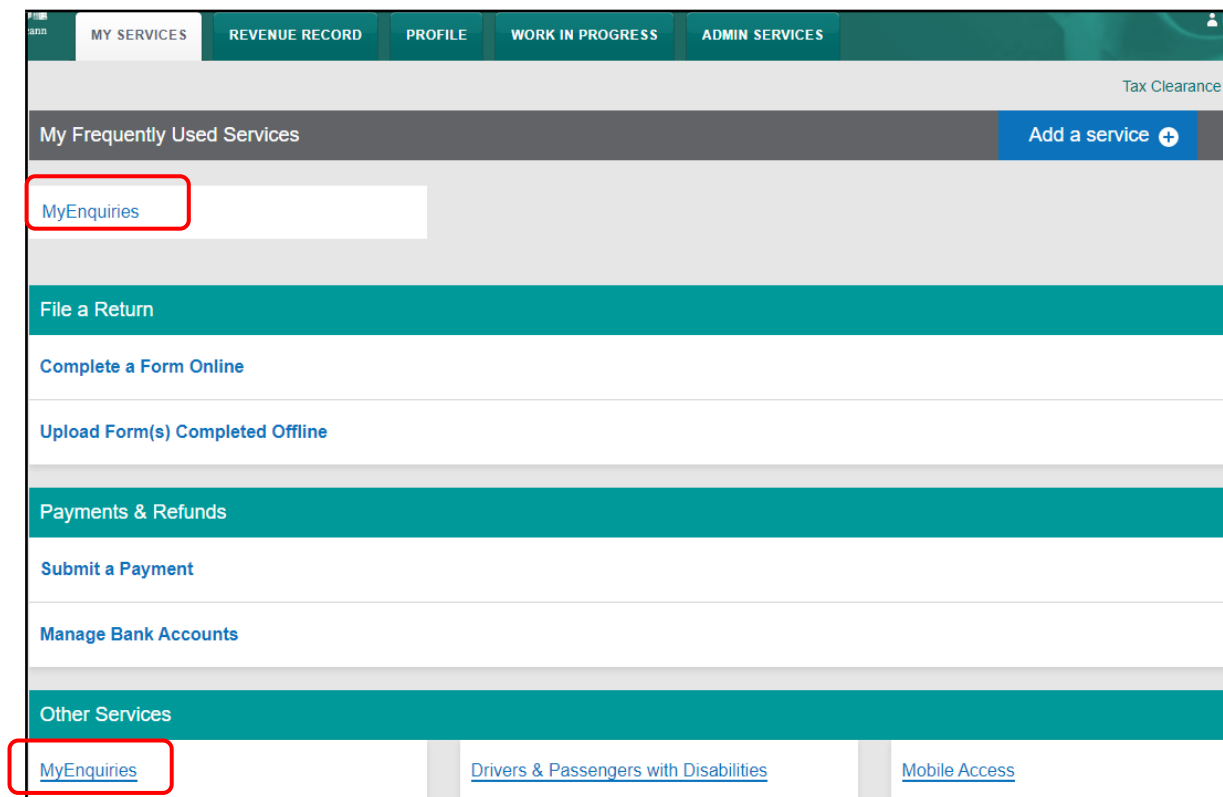 MY SERVICES REVENUE RECORD PROFILE WORK IN PROGRESS ADMIN SERVICES
Tax Clearance
My Frequently Used Services Add a service
MyEnquiries
File a Return
Complete a Form Online
Upload Form(s) Completed Offline
Payments & Refunds
Submit a Payment
Manage Bank Accounts
Other Services
MyEnquiries Drivers & Passengers with Disabilities Mobile Access